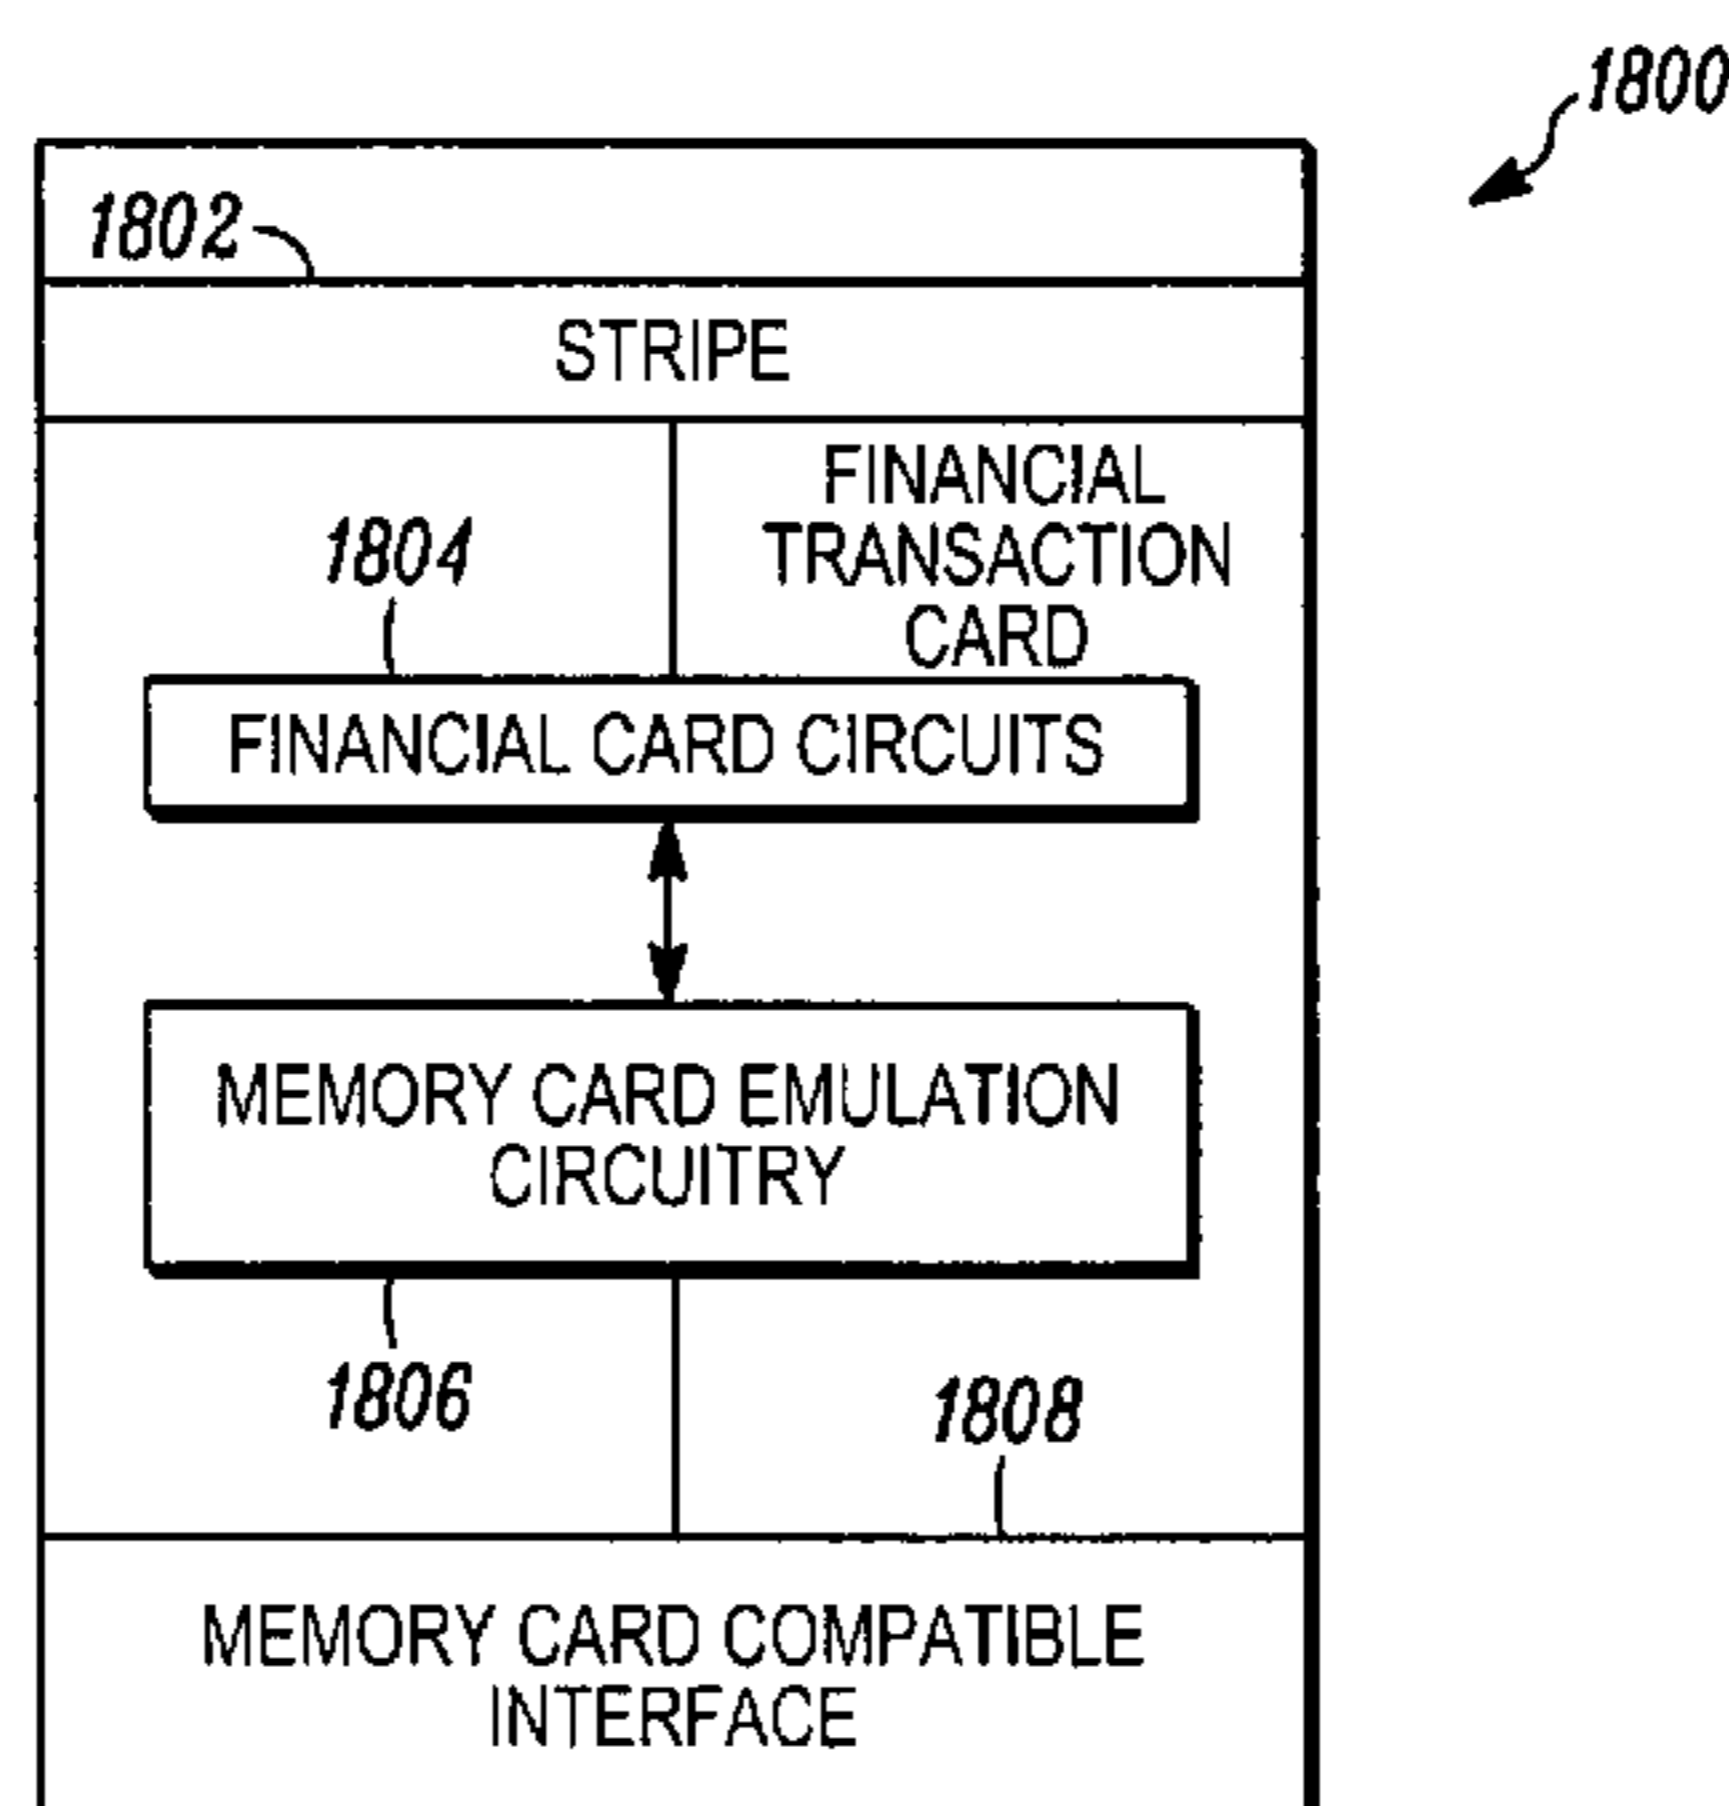 1800
1802
STRIPE
FINANCIAL
TRANSACTION
CARD
1804
FINANCIAL CARD CIRCUITS
MEMORY CARD EMULATION
CIRCUITRY
1806
1808
MEMORY CARD COMPATIBLE
INTERFACE